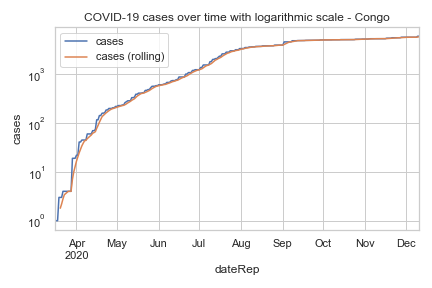 COVID-19 cases over time with logarithmic scale - Congo
cases
cases (rolling)
10³
10²
10¹
10⁰
cases
Apr May Jun Jul Aug Sep Oct Nov Dec
2020
dateRep